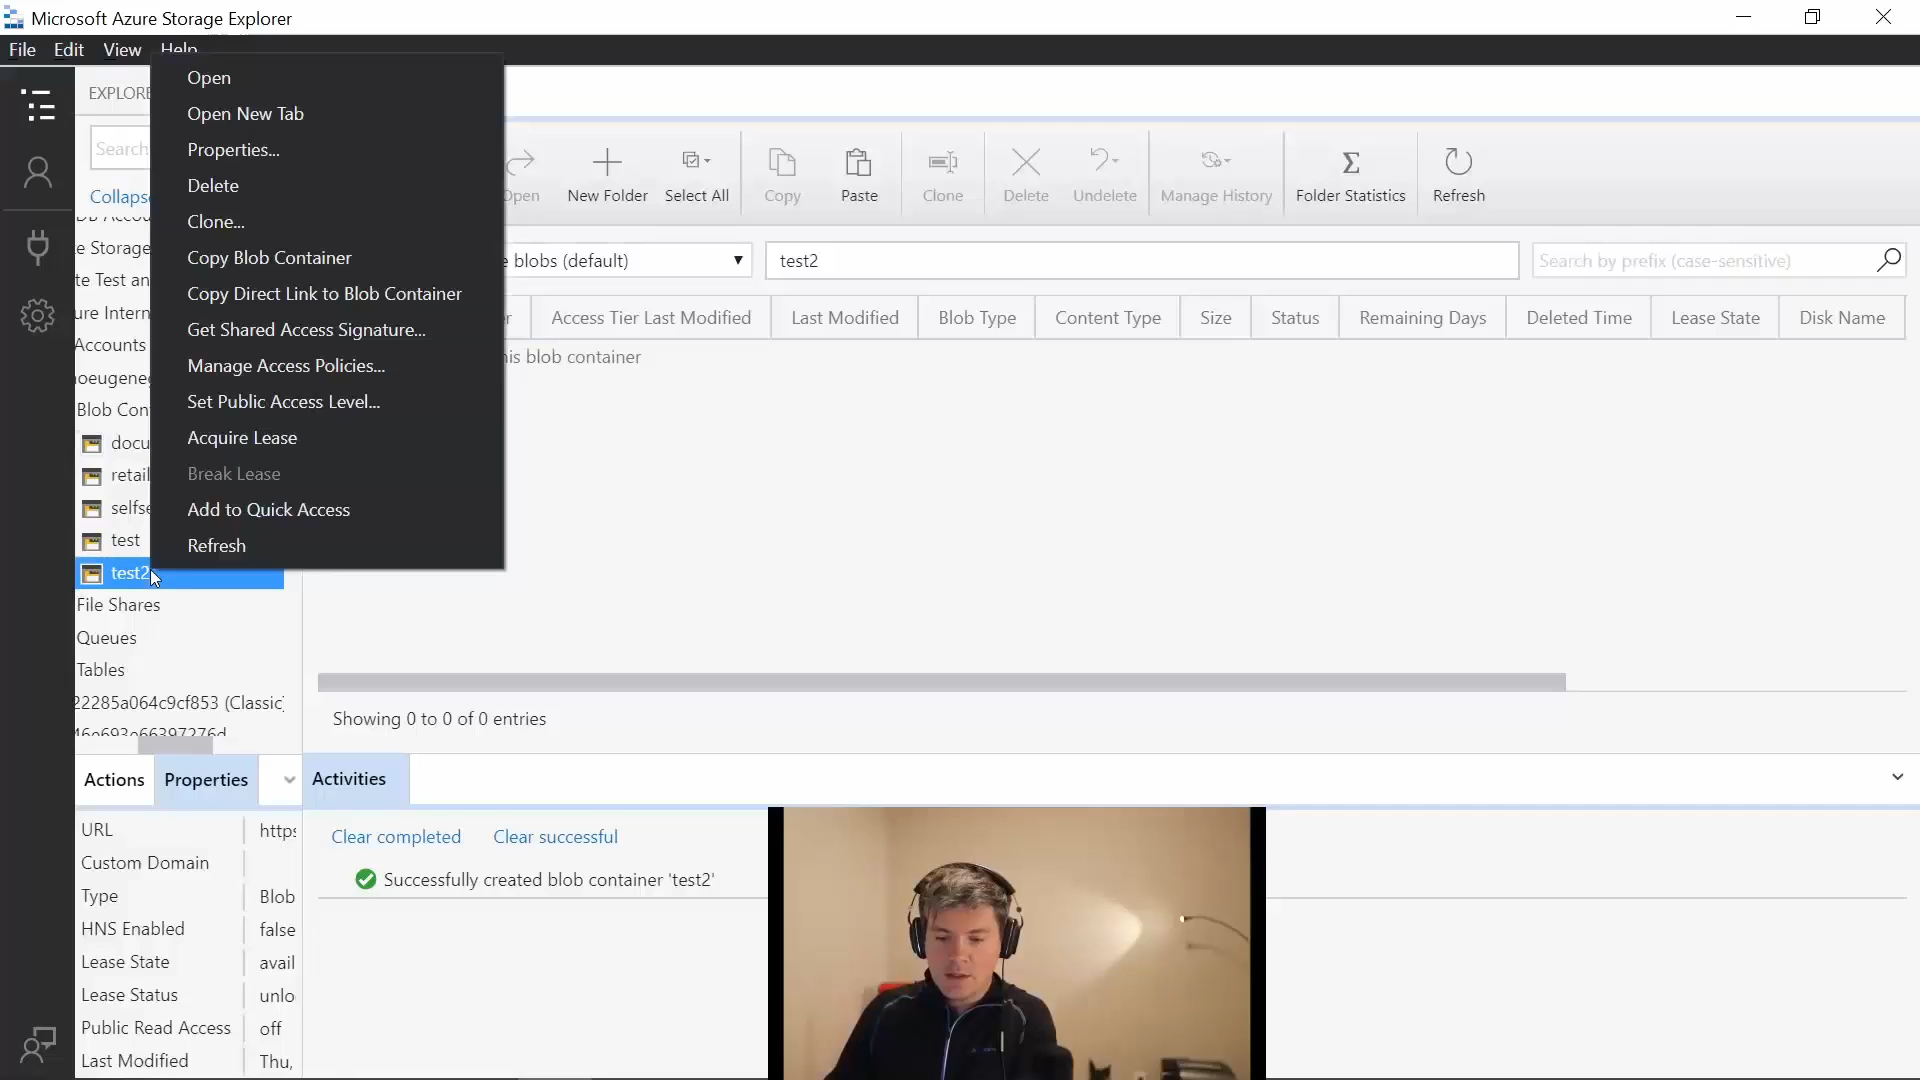 Microsoft Azure Storage Explorer
File Edit View Help
Open
Open New Tab
Properties...
Delete
Clone...
Copy Blob Container
Copy Direct Link to Blob Container
Get Shared Access Signature...
Manage Access Policies...
Set Public Access Level...
Acquire Lease
Break Lease
Add to Quick Access
Refresh
EXPLORE
Search
Collapse
e Storage
te Test an
ure Intern
Accounts
oeugene
Blob Con
docu
retail
selfse
test
test2
File Shares
Queues
Tables
22285a064c9cf853 (Classic)
46e693e66397276d
Open New Folder Select All Copy Paste Clone Delete Undelete Manage History Folder Statistics Refresh
e blobs (default) test2 Search by prefix (case-sensitive)
r Access Tier Last Modified Last Modified Blob Type Content Type Size Status Remaining Days Deleted Time Lease State Disk Name
is blob container
Showing 0 to 0 of 0 entries
Actions Properties
URL https
Custom Domain
Type Blob
HNS Enabled false
Lease State avail
Lease Status unlo
Public Read Access off
Last Modified Thu,
Activities
Clear completed Clear successful
Successfully created blob container 'test2'